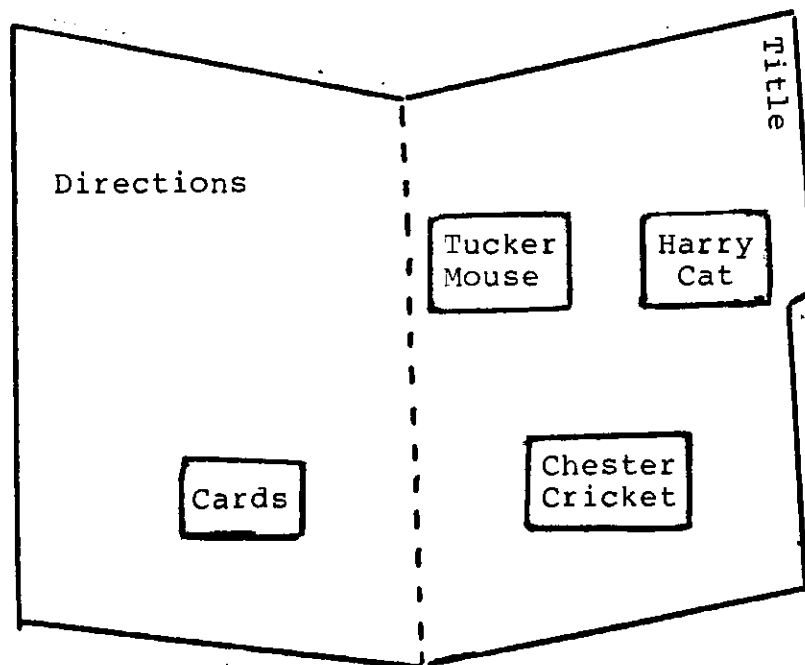 Title
Directions
Tucker
Mouse
Harry
Cat
Cards
Chester
Cricket